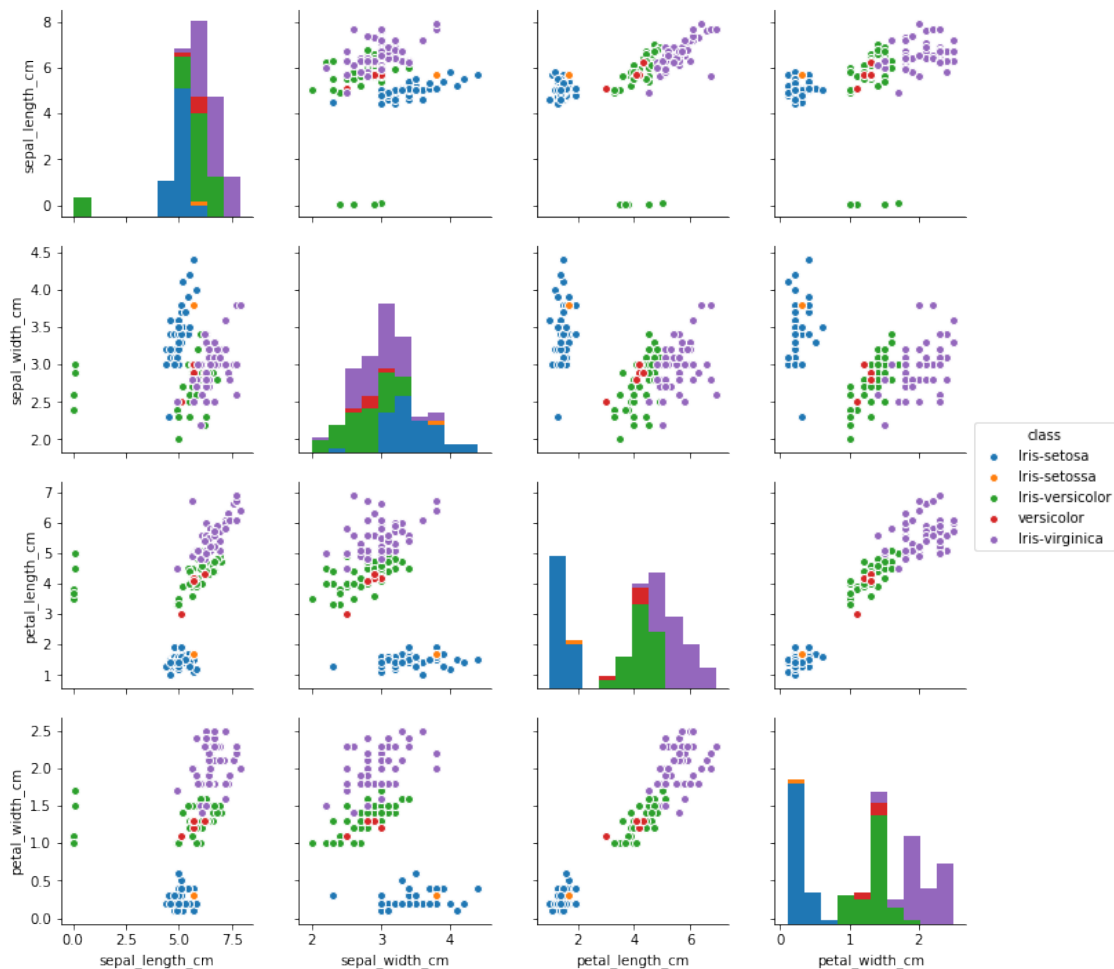 8
6
4
2
0
sepal_length_cm
4.5
4.0
3.5
3.0
2.5
2.0
sepal_width_cm
class
Iris-setosa
Iris-setossa
Iris-versicolor
versicolor
Iris-virginica
7
6
5
4
3
2
1
petal_length_cm
2.5
2.0
1.5
1.0
0.5
0.0
petal_width_cm
0.0 2.5 5.0 7.5
sepal_length_cm
2 3 4
sepal_width_cm
2 4 6
petal_length_cm
0 1 2
petal_width_cm